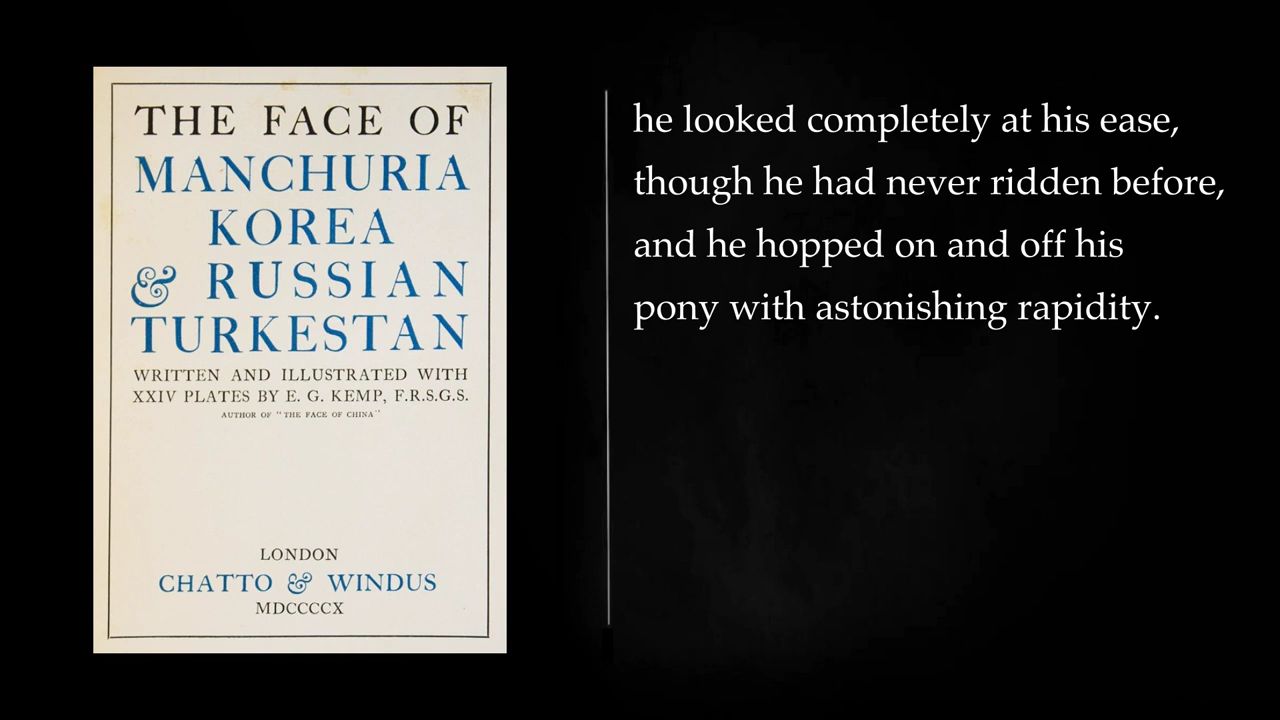 THE FACE OF
MANCHURIA
KOREA
& RUSSIAN
TURKESTAN
WRITTEN AND ILLUSTRATED WITH
XXIV PLATES BY E. G. KEMP, F.R.S.G.S.
AUTHOR OF "THE FACE OF CHINA"
LONDON
CHATTO & WINDUS
MDCCCCX
he looked completely at his ease,
though he had never ridden before,
and he hopped on and off his
pony with astonishing rapidity.